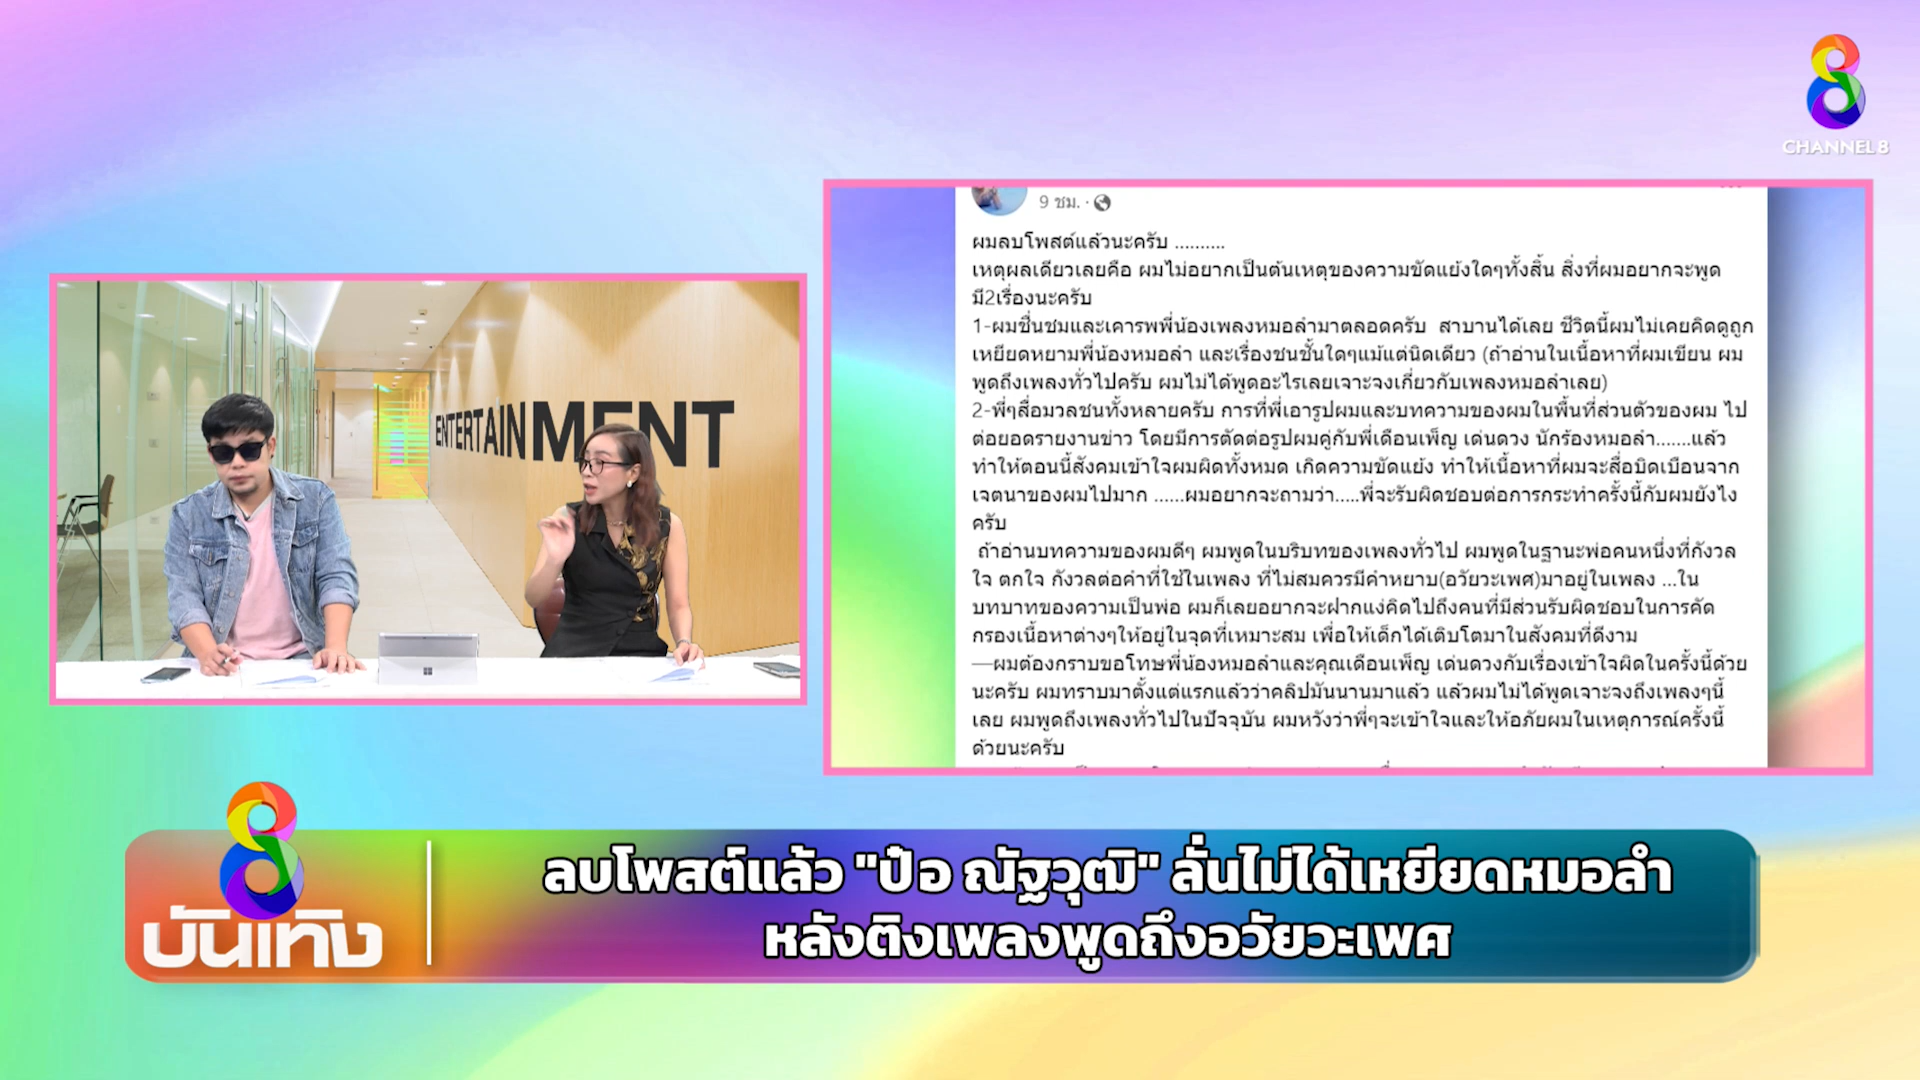 CHANNEL 8
9 ชม.
ผมลบโพสต์แล้วนะครับ ..........
เหตุผลเดียวเลยคือ ผมไม่อยากเป็นต้นเหตุของความขัดแย้งใดๆทั้งสิ้น สิ่งที่ผมอยากจะพูด
มี2เรื่องนะครับ
1-ผมชื่นชมและเคารพพี่น้องเพลงหมอลำมาตลอดครับ สาบานได้เลย ชีวิตนี้ผมไม่เคยคิดดูถูก
เหยียดหยามพี่น้องหมอลำ และเรื่องชนชั้นใดๆแม้แต่นิดเดียว (ถ้าอ่านในเนื้อหาที่ผมเขียน ผม
พูดถึงเพลงทั่วไปครับ ผมไม่ได้พูดอะไรเลยเจาะจงเกี่ยวกับเพลงหมอลำเลย)
2-พี่ๆสื่อมวลชนทั้งหลายครับ การที่พี่เอารูปผมและบทความของผมในพื้นที่ส่วนตัวของผม ไป
ต่อยอดรายงานข่าว โดยมีการตัดต่อรูปผมคู่กับพี่เดือนเพ็ญ เด่นดวง นักร้องหมอลำ.......แล้ว
ทำให้ตอนนี้สังคมเข้าใจผมผิดทั้งหมด เกิดความขัดแย้ง ทำให้เนื้อหาที่ผมจะสื่อบิดเบือนจาก
เจตนาของผมไปมาก ......ผมอยากจะถามว่า.....พี่จะรับผิดชอบต่อการกระทำครั้งนี้กับผมยังไง
ครับ
ถ้าอ่านบทความของผมดีๆ ผมพูดในบริบทของเพลงทั่วไป ผมพูดในฐานะพ่อคนหนึ่งที่กังวล
ใจ ตกใจ กังวลต่อคำที่ใช้ในเพลง ที่ไม่สมควรมีคำหยาบ(อวัยวะเพศ)มาอยู่ในเพลง ...ใน
บทบาทของความเป็นพ่อ ผมก็เลยอยากจะฝากแง่คิดไปถึงคนที่มีส่วนรับผิดชอบในการคัด
กรองเนื้อหาต่างๆให้อยู่ในจุดที่เหมาะสม เพื่อให้เด็กได้เติบโตมาในสังคมที่ดีงาม
—ผมต้องกราบขอโทษพี่น้องหมอลำและคุณเดือนเพ็ญ เด่นดวงกับเรื่องเข้าใจผิดในครั้งนี้ด้วย
นะครับ ผมทราบมาตั้งแต่แรกแล้วว่าคลิปมันนานมาแล้ว แล้วผมไม่ได้พูดเจาะจงถึงเพลงๆนี้
เลย ผมพูดถึงเพลงทั่วไปในปัจจุบัน ผมหวังว่าพี่ๆจะเข้าใจและให้อภัยผมในเหตุการณ์ครั้งนี้
ด้วยนะครับ
ENTERTAINMENT
8
บันเทิง
ลบโพสต์แล้ว "ป๋อ ณัฐวุฒิ" ลั่นไม่ได้เหยียดหมอลำ
หลังติงเพลงพูดถึงอวัยวะเพศ